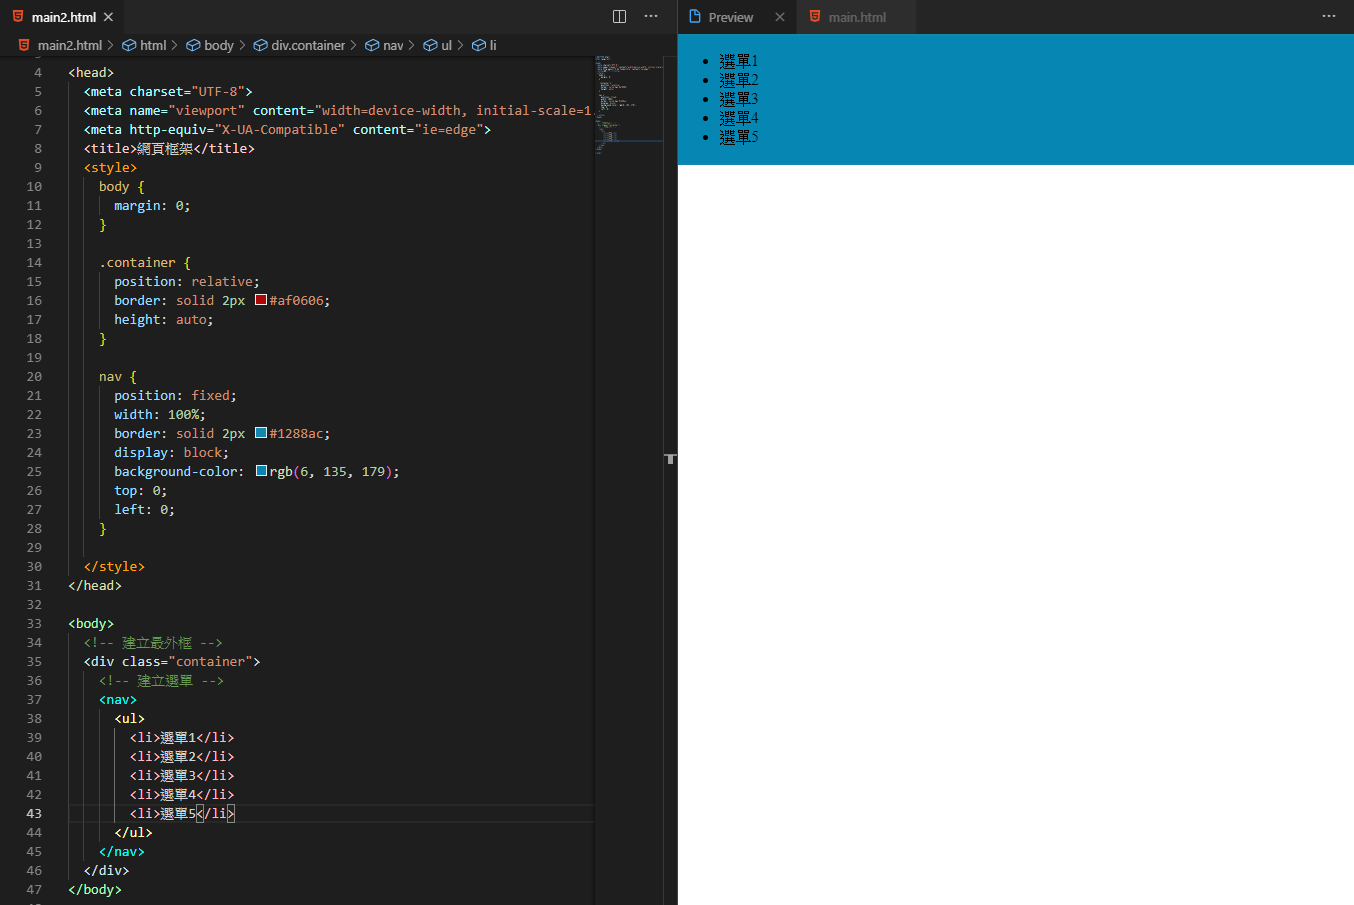 main2.html
main2.html > html > body > div.container > nav > ul > li
4 <head>
5 <meta charset="UTF-8">
6 <meta name="viewport" content="width=device-width, initial-scale=1
7 <meta http-equiv="X-UA-Compatible" content="ie=edge">
8 <title>網頁框架</title>
9 <style>
10 body {
11 margin: 0;
12 }
13
14 .container {
15 position: relative;
16 border: solid 2px #af0606;
17 height: auto;
18 }
19
20 nav {
21 position: fixed;
22 width: 100%;
23 border: solid 2px #1288ac;
24 display: block;
25 background-color: rgb(6, 135, 179);
26 top: 0;
27 left: 0;
28 }
29
30 </style>
31 </head>
32
33 <body>
34 <!-- 建立最外框 -->
35 <div class="container">
36 <!-- 建立選單 -->
37 <nav>
38 <ul>
39 <li>選單1</li>
40 <li>選單2</li>
41 <li>選單3</li>
42 <li>選單4</li>
43 <li>選單5</li>
44 </ul>
45 </nav>
46 </div>
47 </body>
Preview main.html
• 選單1
• 選單2
• 選單3
• 選單4
• 選單5